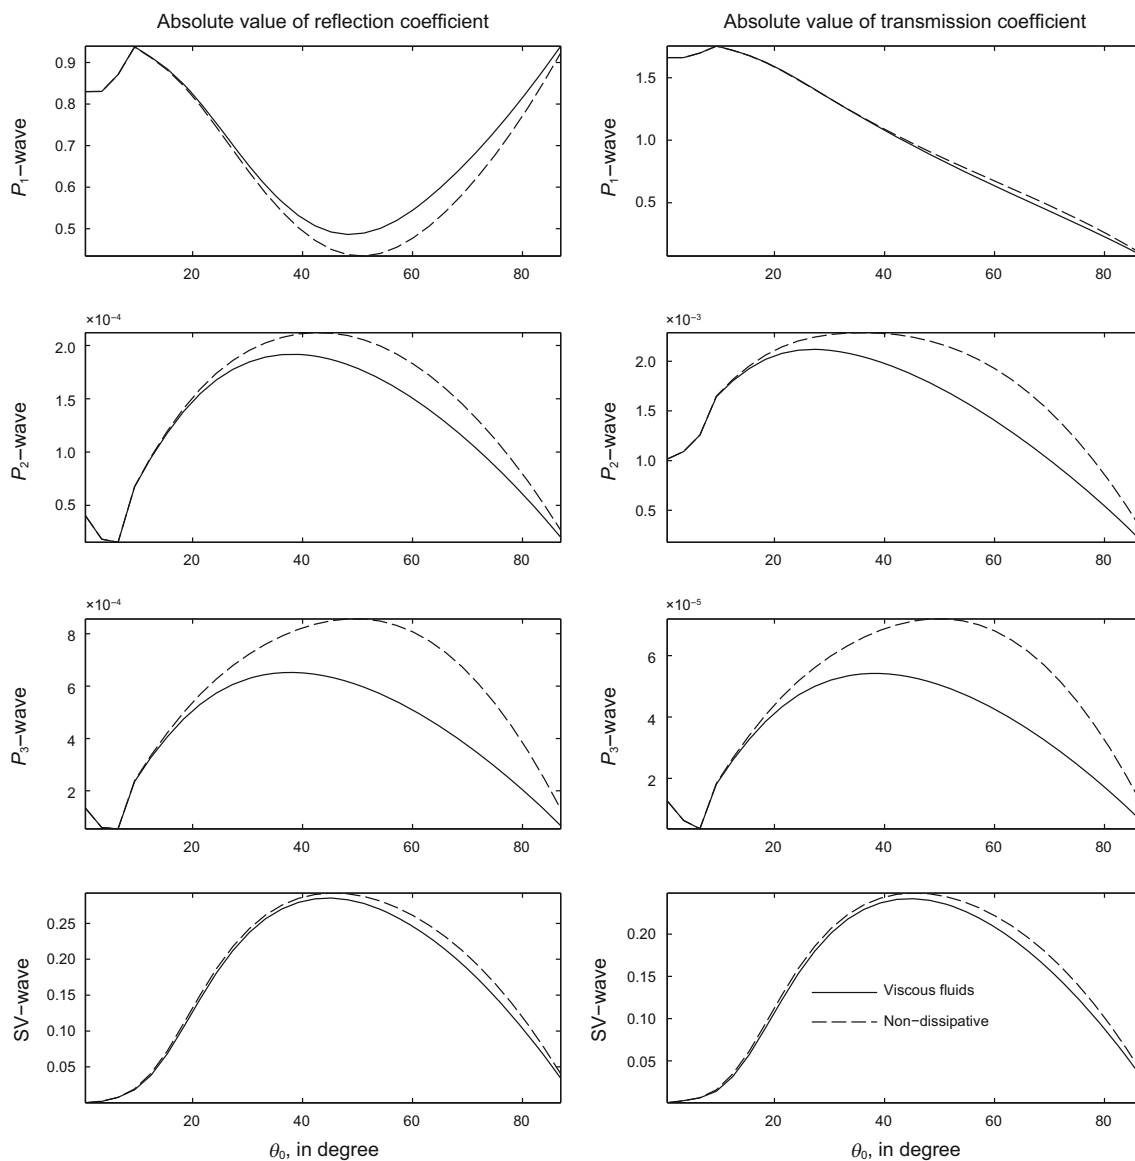 Absolute value of reflection coefficient
Absolute value of transmission coefficient
P₁−wave
0.9
0.8
0.7
0.6
0.5
20 40 60 80
P₁−wave
1.5
1.0
0.5
20 40 60 80
×10⁻⁴
P₂−wave
2.0
1.5
1.0
0.5
20 40 60 80
×10⁻³
P₂−wave
2.0
1.5
1.0
0.5
20 40 60 80
×10⁻⁴
P₃−wave
8
6
4
2
20 40 60 80
×10⁻⁵
P₃−wave
6
4
2
20 40 60 80
SV−wave
0.25
0.20
0.15
0.10
0.05
20 40 60 80
θ₀, in degree
SV−wave
0.20
0.15
0.10
0.05
Viscous fluids
Non−dissipative
20 40 60 80
θ₀, in degree